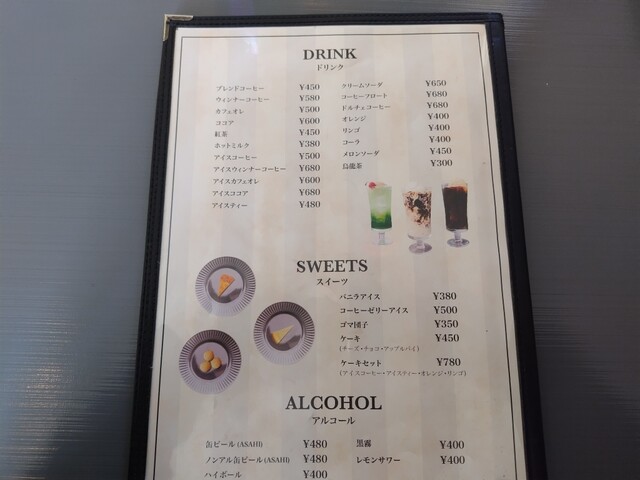 DRINK
ドリンク
ブレンドコーヒー ¥450
ウィンナーコーヒー ¥580
カフェオレ ¥500
ココア ¥600
紅茶 ¥450
ホットミルク ¥380
アイスコーヒー ¥500
アイスウィンナーコーヒー ¥680
アイスカフェオレ ¥600
アイスココア ¥680
アイスティー ¥480
クリームソーダ ¥650
コーヒーフロート ¥680
ドルチェコーヒー ¥680
オレンジ ¥400
リンゴ ¥400
コーラ ¥400
メロンソーダ ¥450
烏龍茶 ¥300
SWEETS
スイーツ
バニラアイス ¥380
コーヒーゼリーアイス ¥500
ゴマ団子 ¥350
ケーキ ¥450
(チーズ・チョコ・アップルパイ)
ケーキセット ¥780
(アイスコーヒー・アイスティー・オレンジ・リンゴ)
ALCOHOL
アルコール
缶ビール (ASAHI) ¥480
ノンアル缶ビール (ASAHI) ¥480
ハイボール ¥400
黒霧 ¥400
レモンサワー ¥400